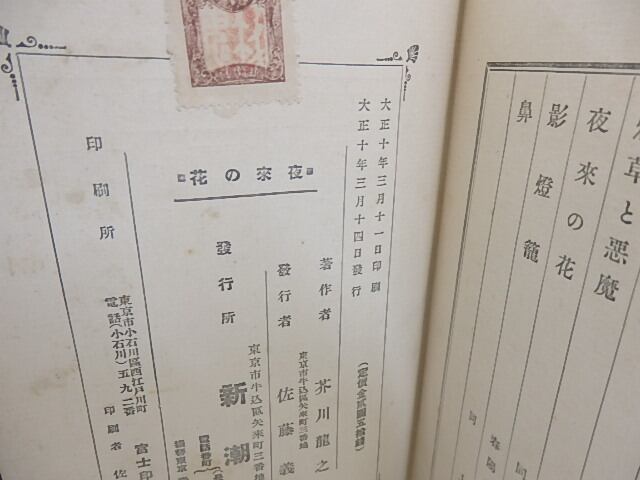 草と悪魔
夜来の花
影燈籠
鼻
大正十年三月十一日印刷
大正十年三月十四日發行
(定價金貳圓五拾錢)
夜來の花
著作者
芥川龍之
東京市牛込區矢來町三番地
發行者
佐藤義
發行所
東京市牛込區矢來町三番地
新潮
印刷所
東京市小石川區西江戸川町
電話(小石川)五九二番
富士印
印刷者 佐